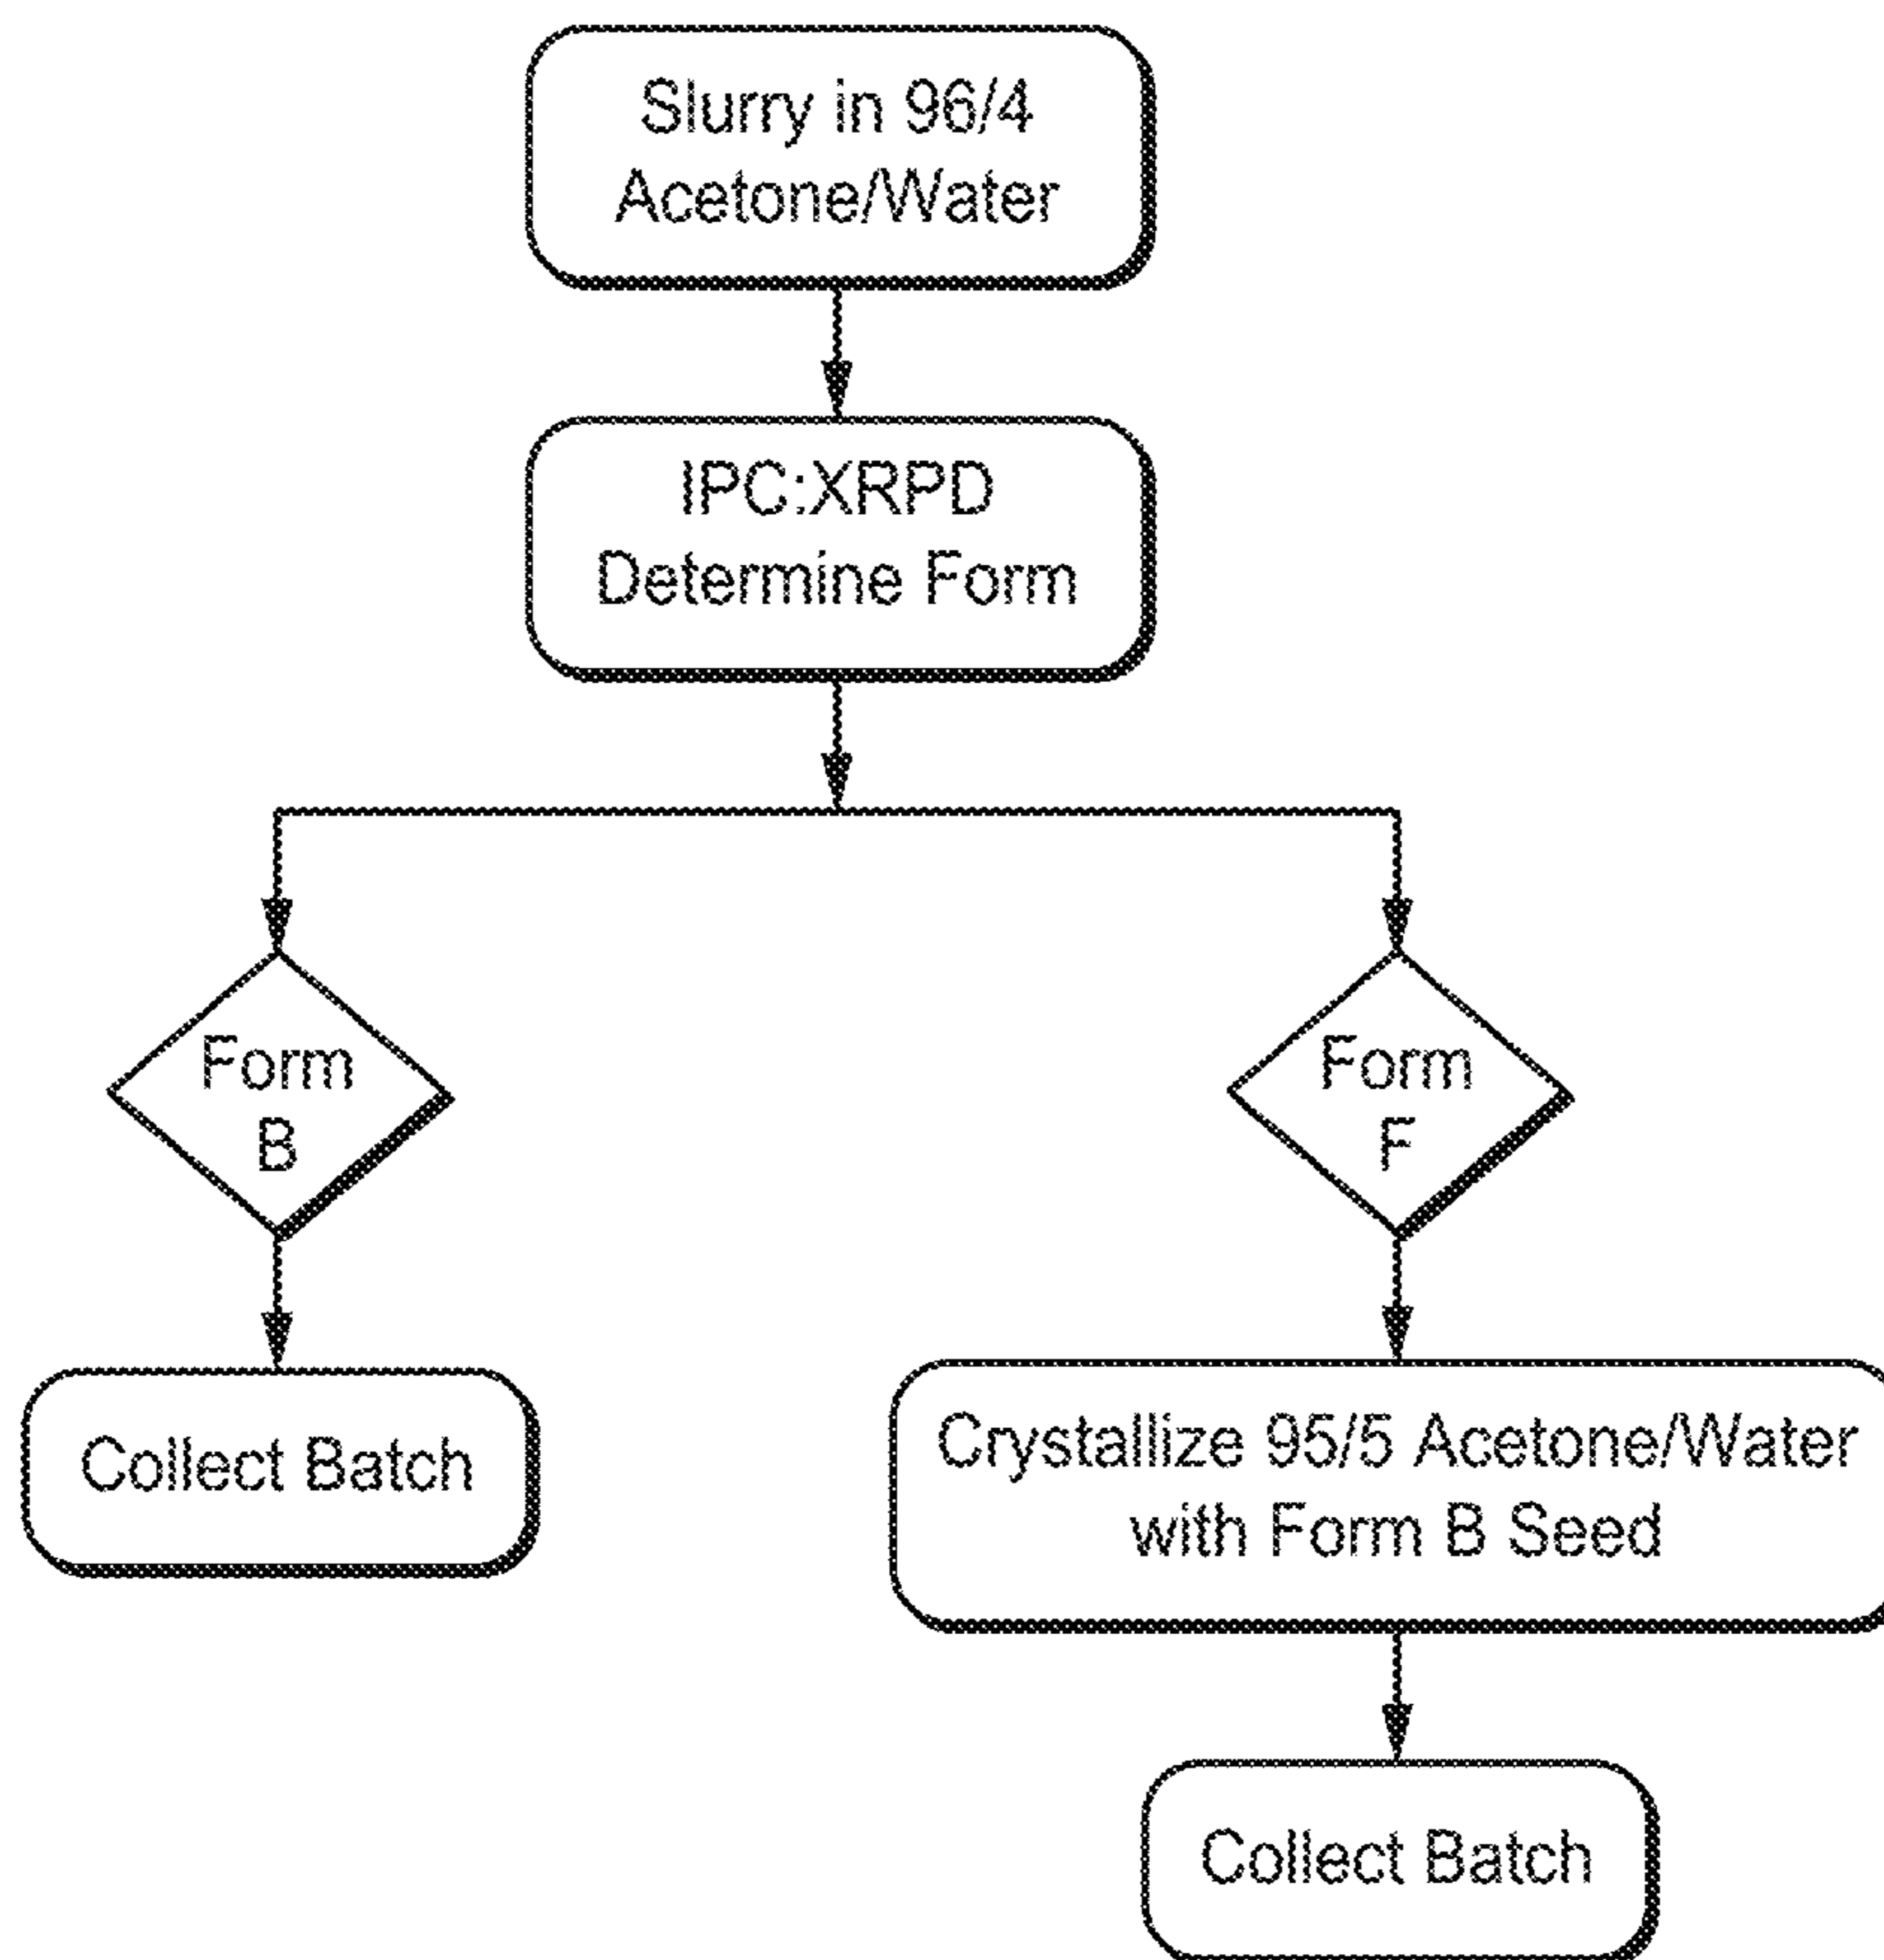 Slurry in 96/4
Acetone/Water
IPC:XRPD
Determine Form
Form
B
Form
F
Collect Batch
Crystallize 95/5 Acetone/Water
with Form B Seed
Collect Batch